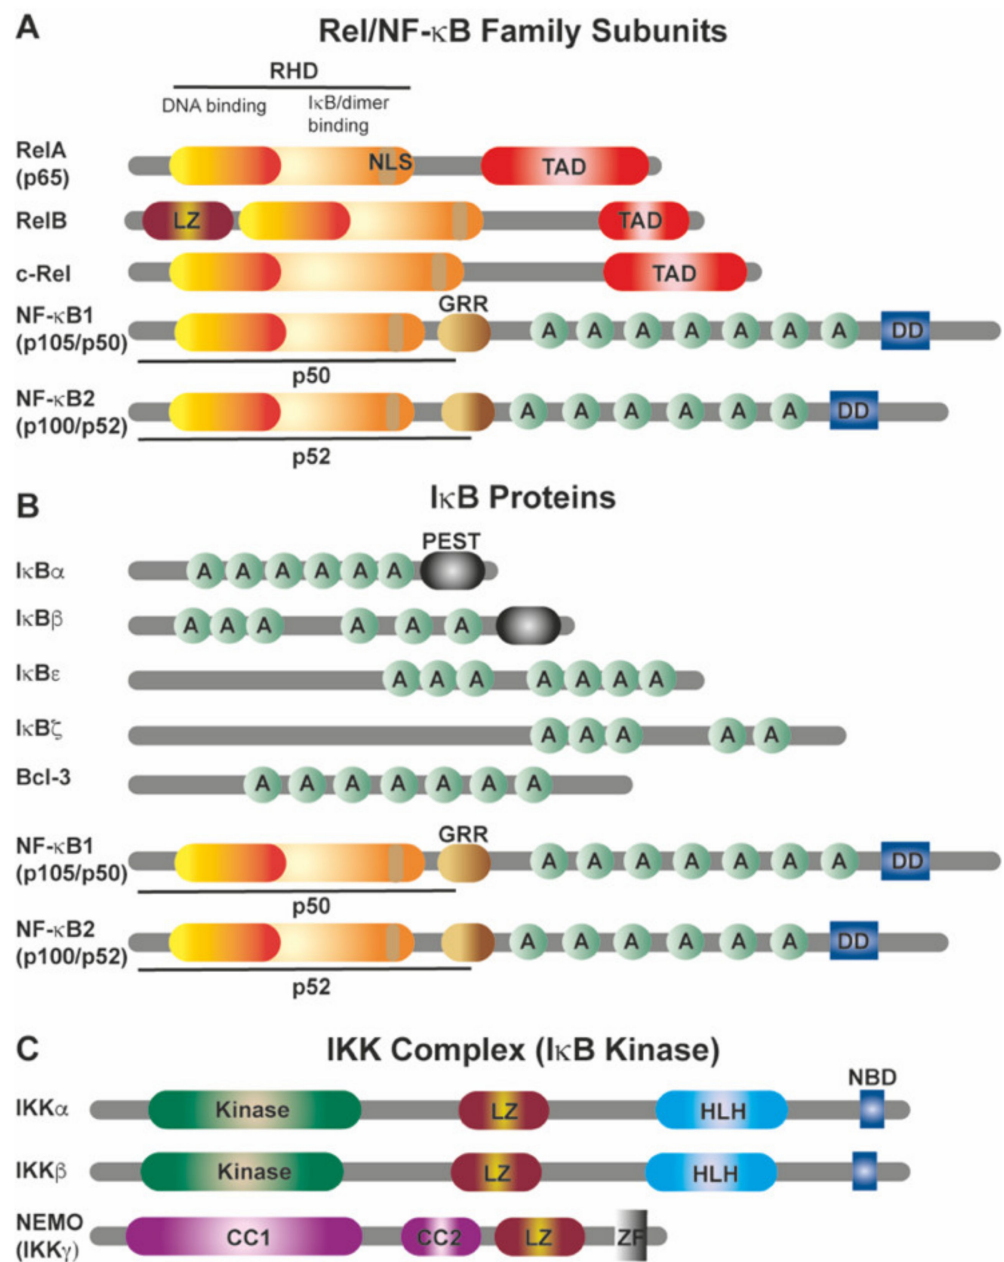 A
Rel/NF-κB Family Subunits
RHD
DNA binding
IκB/dimer
binding
RelA
(p65)
NLS
TAD
RelB
LZ
TAD
c-Rel
TAD
GRR
NF-κB1
(p105/p50)
A A A A A A A DD
p50
NF-κB2
(p100/p52)
A A A A A A DD
p52
B
IκB Proteins
PEST
IκBα
A A A A A A
IκBβ
A A A A A A
IκBε
A A A A A A A
IκBζ
A A A A A
Bcl-3
A A A A A A A
GRR
NF-κB1
(p105/p50)
A A A A A A A DD
p50
NF-κB2
(p100/p52)
A A A A A A DD
p52
C
IKK Complex (IκB Kinase)
NBD
IKKα
Kinase LZ HLH
IKKβ
Kinase LZ HLH
NEMO
(IKKγ)
CC1 CC2 LZ ZF